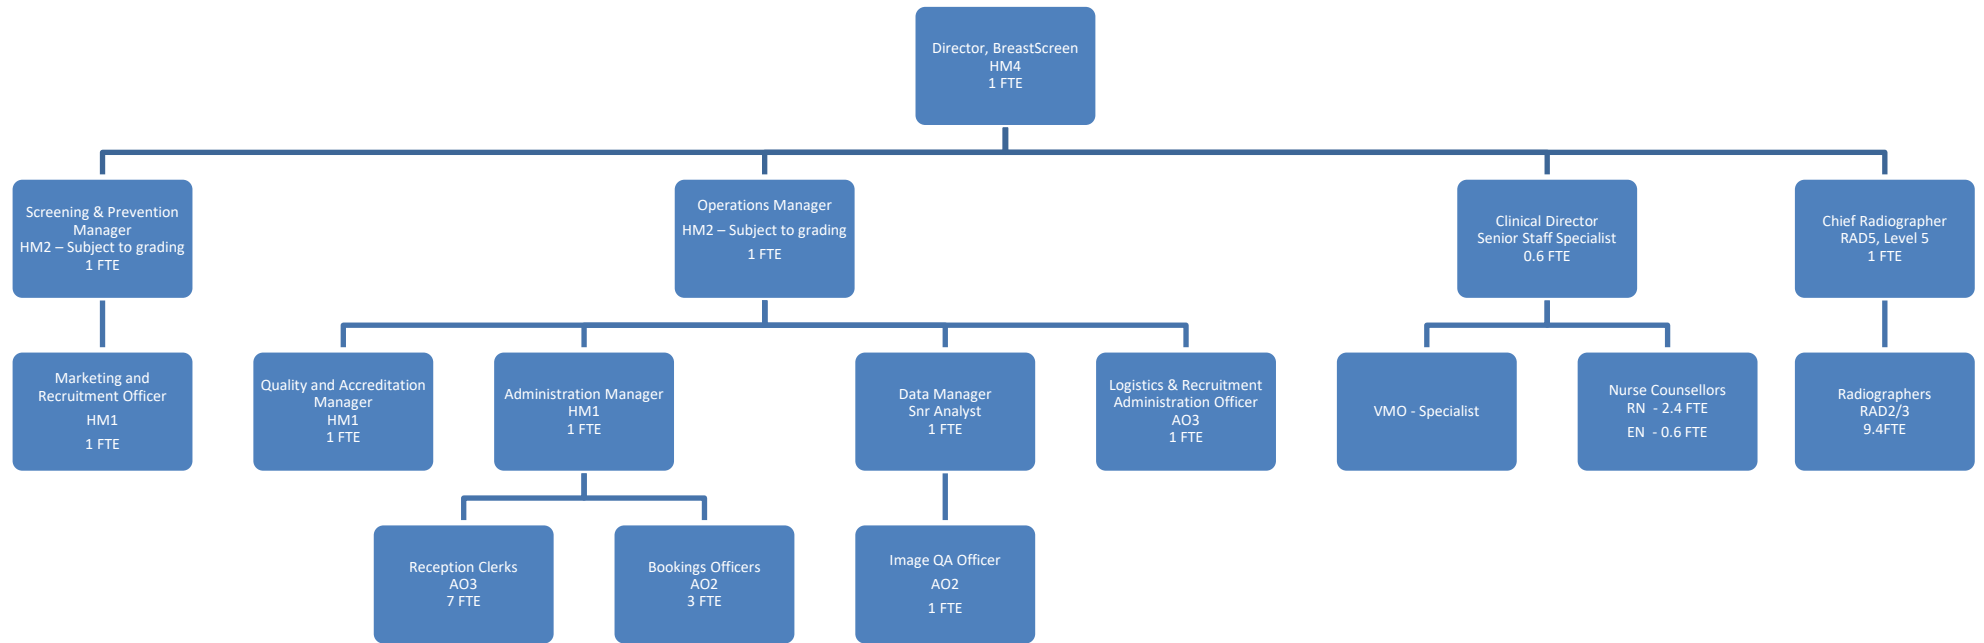 Director, BreastScreen
HM4
1 FTE
Screening & Prevention
Manager
HM2 – Subject to grading
1 FTE
Operations Manager
HM2 – Subject to grading
1 FTE
Clinical Director
Senior Staff Specialist
0.6 FTE
Chief Radiographer
RAD5, Level 5
1 FTE
Marketing and
Recruitment Officer
HM1
1 FTE
Quality and Accreditation
Manager
HM1
1 FTE
Administration Manager
HM1
1 FTE
Data Manager
Snr Analyst
1 FTE
Logistics & Recruitment
Administration Officer
AO3
1 FTE
VMO - Specialist
Nurse Counsellors
RN - 2.4 FTE
EN - 0.6 FTE
Radiographers
RAD2/3
9.4FTE
Reception Clerks
AO3
7 FTE
Bookings Officers
AO2
3 FTE
Image QA Officer
AO2
1 FTE